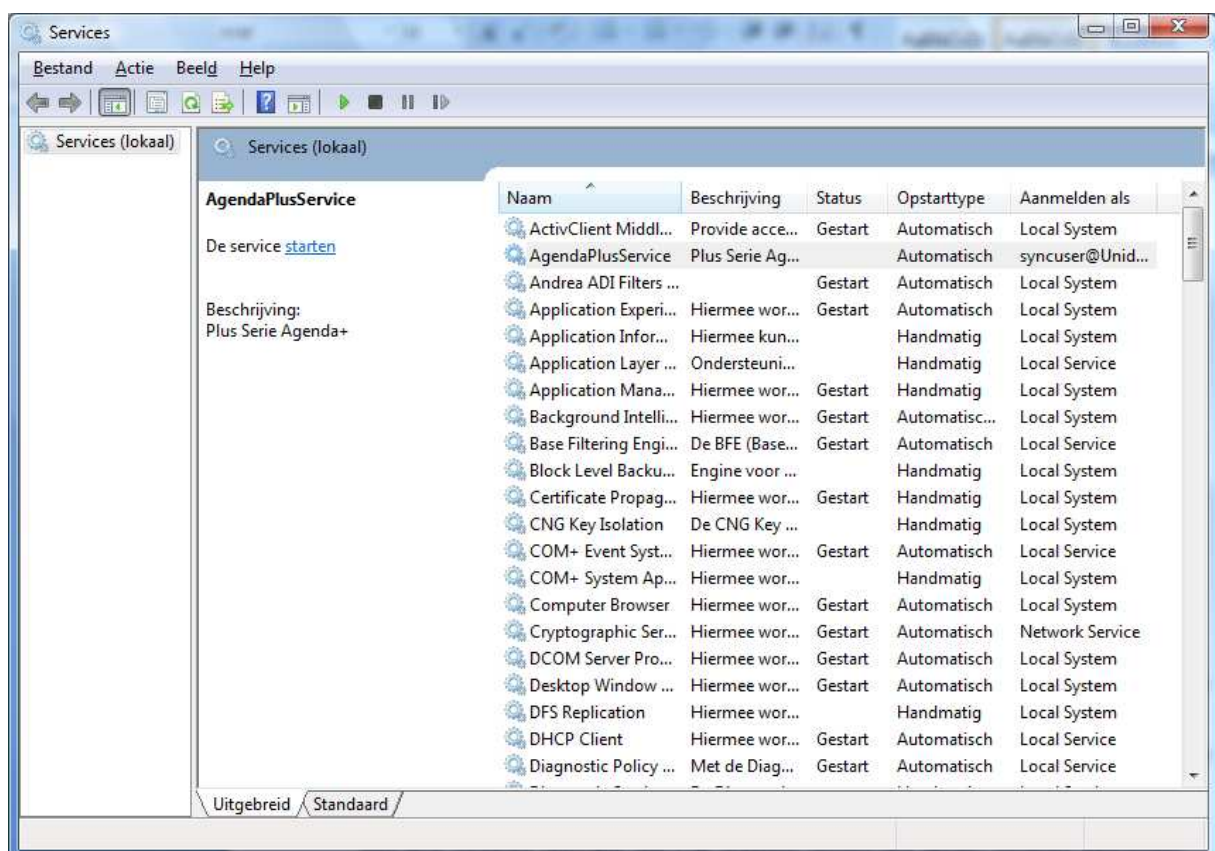 Services
Bestand Actie Beeld Help
Services (lokaal)
Services (lokaal)
AgendaPlusService
De service starten
Beschrijving:
Plus Serie Agenda+
Naam Beschrijving Status Opstarttype Aanmelden als
ActivClient Middl... Provide acce... Gestart Automatisch Local System
AgendaPlusService Plus Serie Ag... Automatisch syncuser@Unid...
Andrea ADI Filters ... Gestart Automatisch Local System
Application Experi... Hiermee wor... Gestart Automatisch Local System
Application Infor... Hiermee kun... Handmatig Local System
Application Layer ... Ondersteuni... Handmatig Local Service
Application Mana... Hiermee wor... Gestart Handmatig Local System
Background Intelli... Hiermee wor... Gestart Automatisc... Local System
Base Filtering Engi... De BFE (Base... Gestart Automatisch Local Service
Block Level Backu... Engine voor ... Handmatig Local System
Certificate Propag... Hiermee wor... Gestart Handmatig Local System
CNG Key Isolation De CNG Key ... Handmatig Local System
COM+ Event Syst... Hiermee wor... Gestart Automatisch Local Service
COM+ System Ap... Hiermee wor... Handmatig Local System
Computer Browser Hiermee wor... Gestart Automatisch Local System
Cryptographic Ser... Hiermee wor... Gestart Automatisch Network Service
DCOM Server Pro... Hiermee wor... Gestart Automatisch Local System
Desktop Window ... Hiermee wor... Gestart Automatisch Local System
DFS Replication Hiermee wor... Handmatig Local System
DHCP Client Hiermee wor... Gestart Automatisch Local Service
Diagnostic Policy ... Met de Diag... Gestart Automatisch Local Service
Uitgebreid Standaard